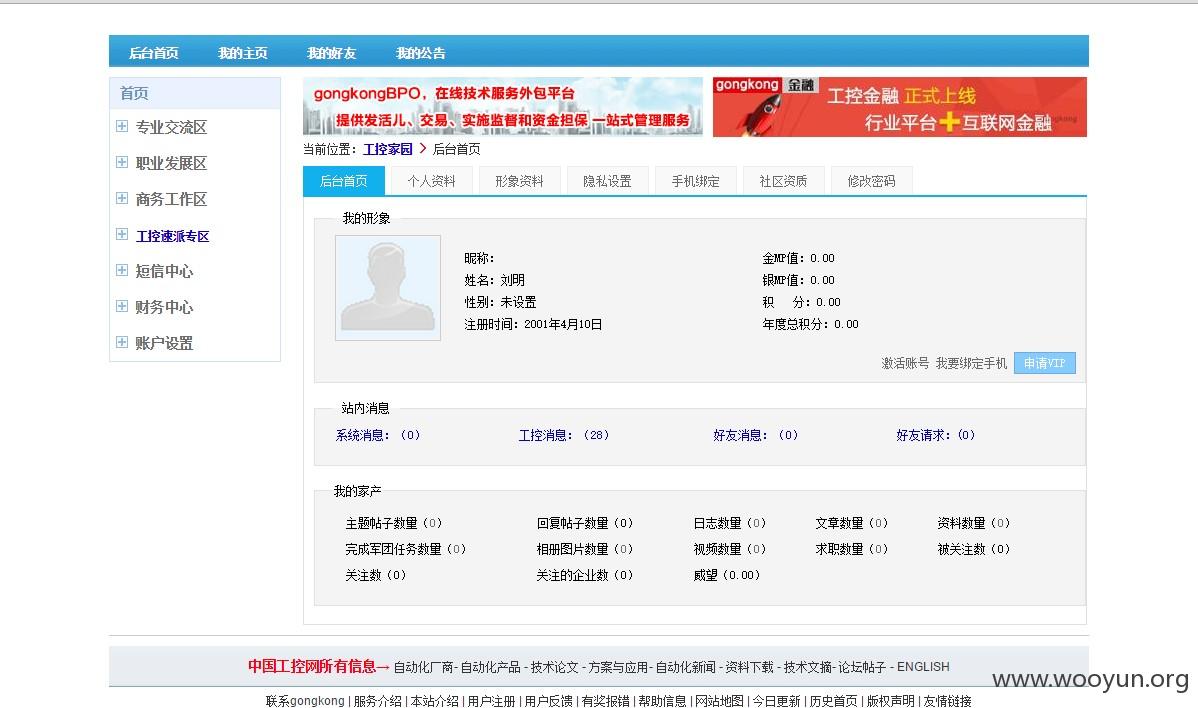 后台首页 我的主页 我的好友 我的公告
首页
专业交流区
职业发展区
商务工作区
工控速派专区
短信中心
财务中心
账户设置
gongkongBPO，在线技术服务外包平台
提供发活儿、交易、实施监督和资金担保 一站式管理服务
gongkong 金融 工控金融 正式上线
行业平台+互联网金融
当前位置：工控家园 > 后台首页
后台首页 个人资料 形象资料 隐私设置 手机绑定 社区资质 修改密码
我的形象
昵称： 金MP值：0.00
姓名：刘明 银MP值：0.00
性别：未设置 积 分：0.00
注册时间：2001年4月10日 年度总积分：0.00
激活账号 我要绑定手机 申请VIP
站内消息
系统消息：（0） 工控消息：（28） 好友消息：（0） 好友请求：（0）
我的家产
主题帖子数量（0） 回复帖子数量（0） 日志数量（0） 文章数量（0） 资料数量（0）
完成军团任务数量（0） 相册图片数量（0） 视频数量（0） 求职数量（0） 被关注数（0）
关注数（0） 关注的企业数（0） 威望（0.00）
中国工控网所有信息→ 自动化厂商- 自动化产品 - 技术论文 - 方案与应用- 自动化新闻 - 资料下载 - 技术文摘- 论坛帖子 - ENGLISH
联系gongkong | 服务介绍 | 本站介绍 | 用户注册 | 用户反馈 | 有奖报错 | 帮助信息 | 网站地图 | 今日更新 | 历史首页 | 版权声明 | 友情链接
www.wooyun.org